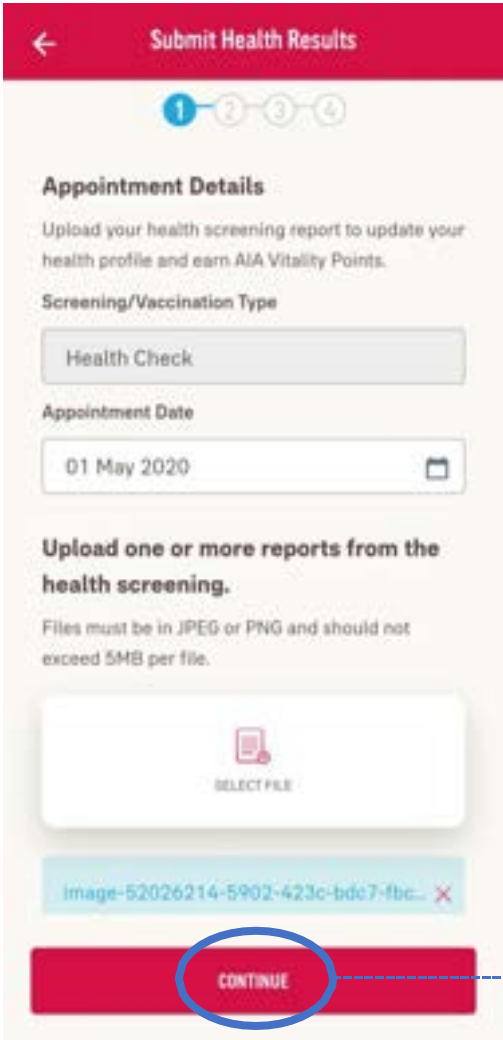 Submit Health Results
1 2 3 4
Appointment Details
Upload your health screening report to update your
health profile and earn AIA Vitality Points.
Screening/Vaccination Type
Health Check
Appointment Date
01 May 2020
Upload one or more reports from the
health screening.
Files must be in JPEG or PNG and should not
exceed 5MB per file.
SELECT FILE
image-52026214-5902-423c-bdc7-fbc...
CONTINUE